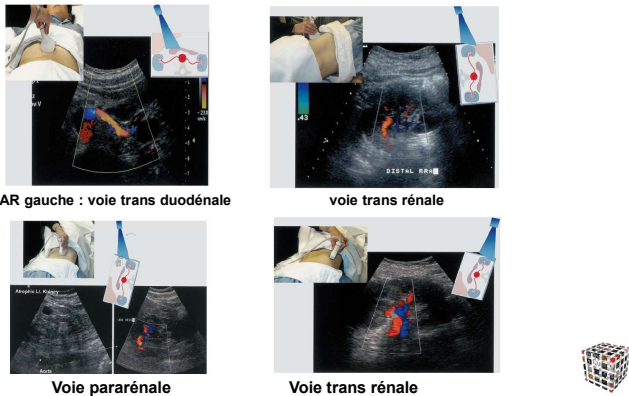 .43
DISTAL RRA
AR gauche : voie trans duodénale
voie trans rénale
Atrophic Lt. Kidney
Aorta
Voie pararénale
Voie trans rénale